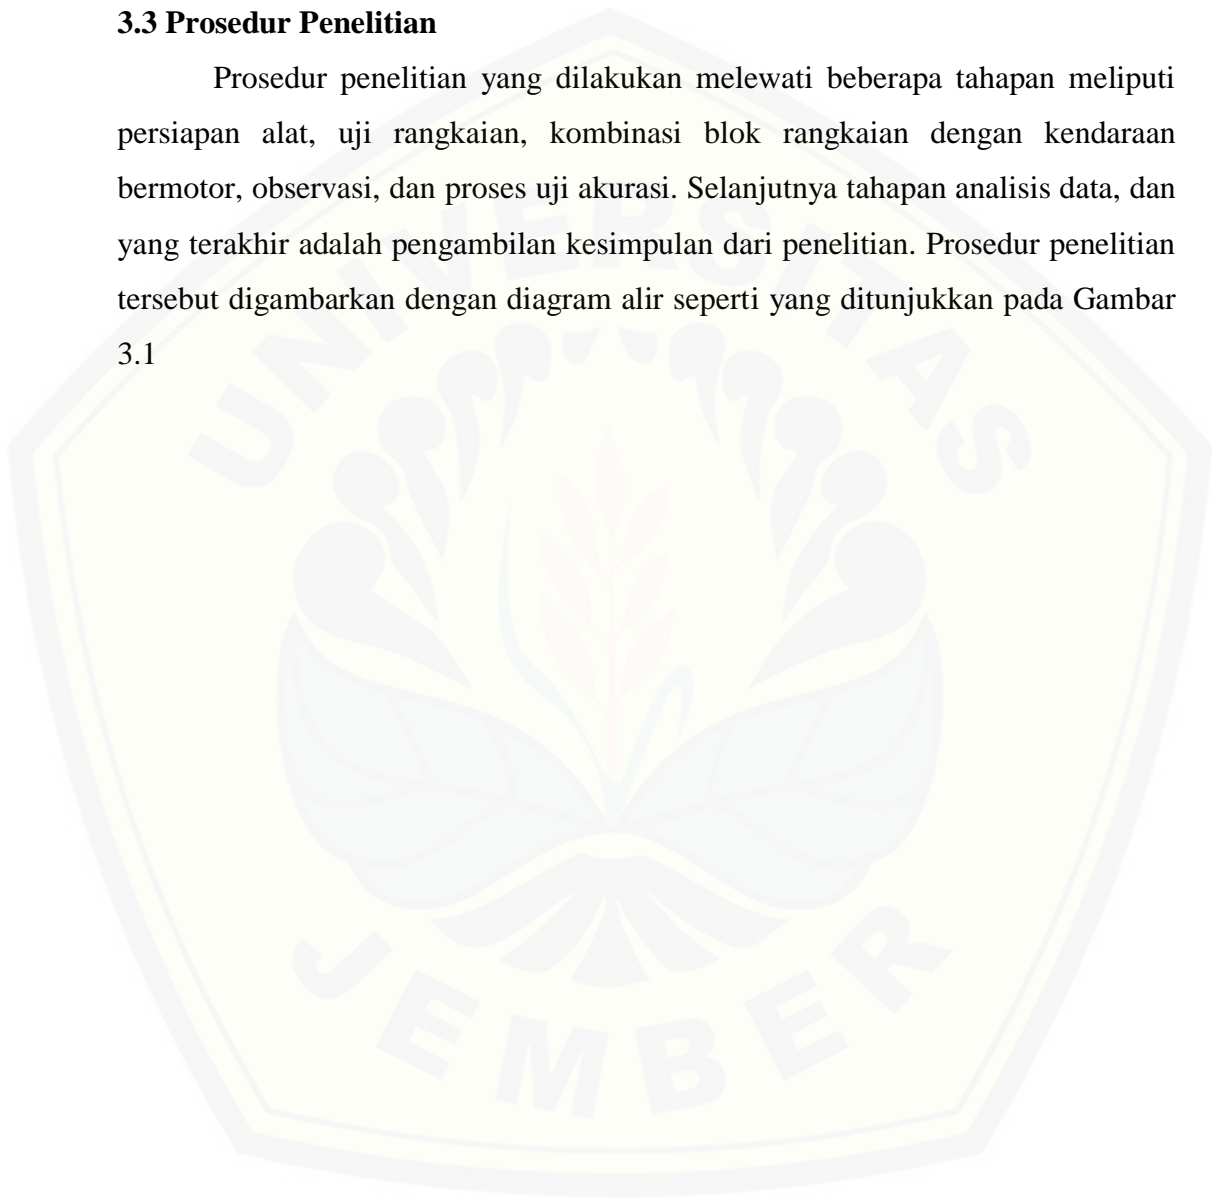 3.3 Prosedur Penelitian
Prosedur penelitian yang dilakukan melewati beberapa tahapan meliputi
persiapan alat, uji rangkaian, kombinasi blok rangkaian dengan kendaraan
bermotor, observasi, dan proses uji akurasi. Selanjutnya tahapan analisis data, dan
yang terakhir adalah pengambilan kesimpulan dari penelitian. Prosedur penelitian
tersebut digambarkan dengan diagram alir seperti yang ditunjukkan pada Gambar
3.1
UNIVERSITAS
JEMBER